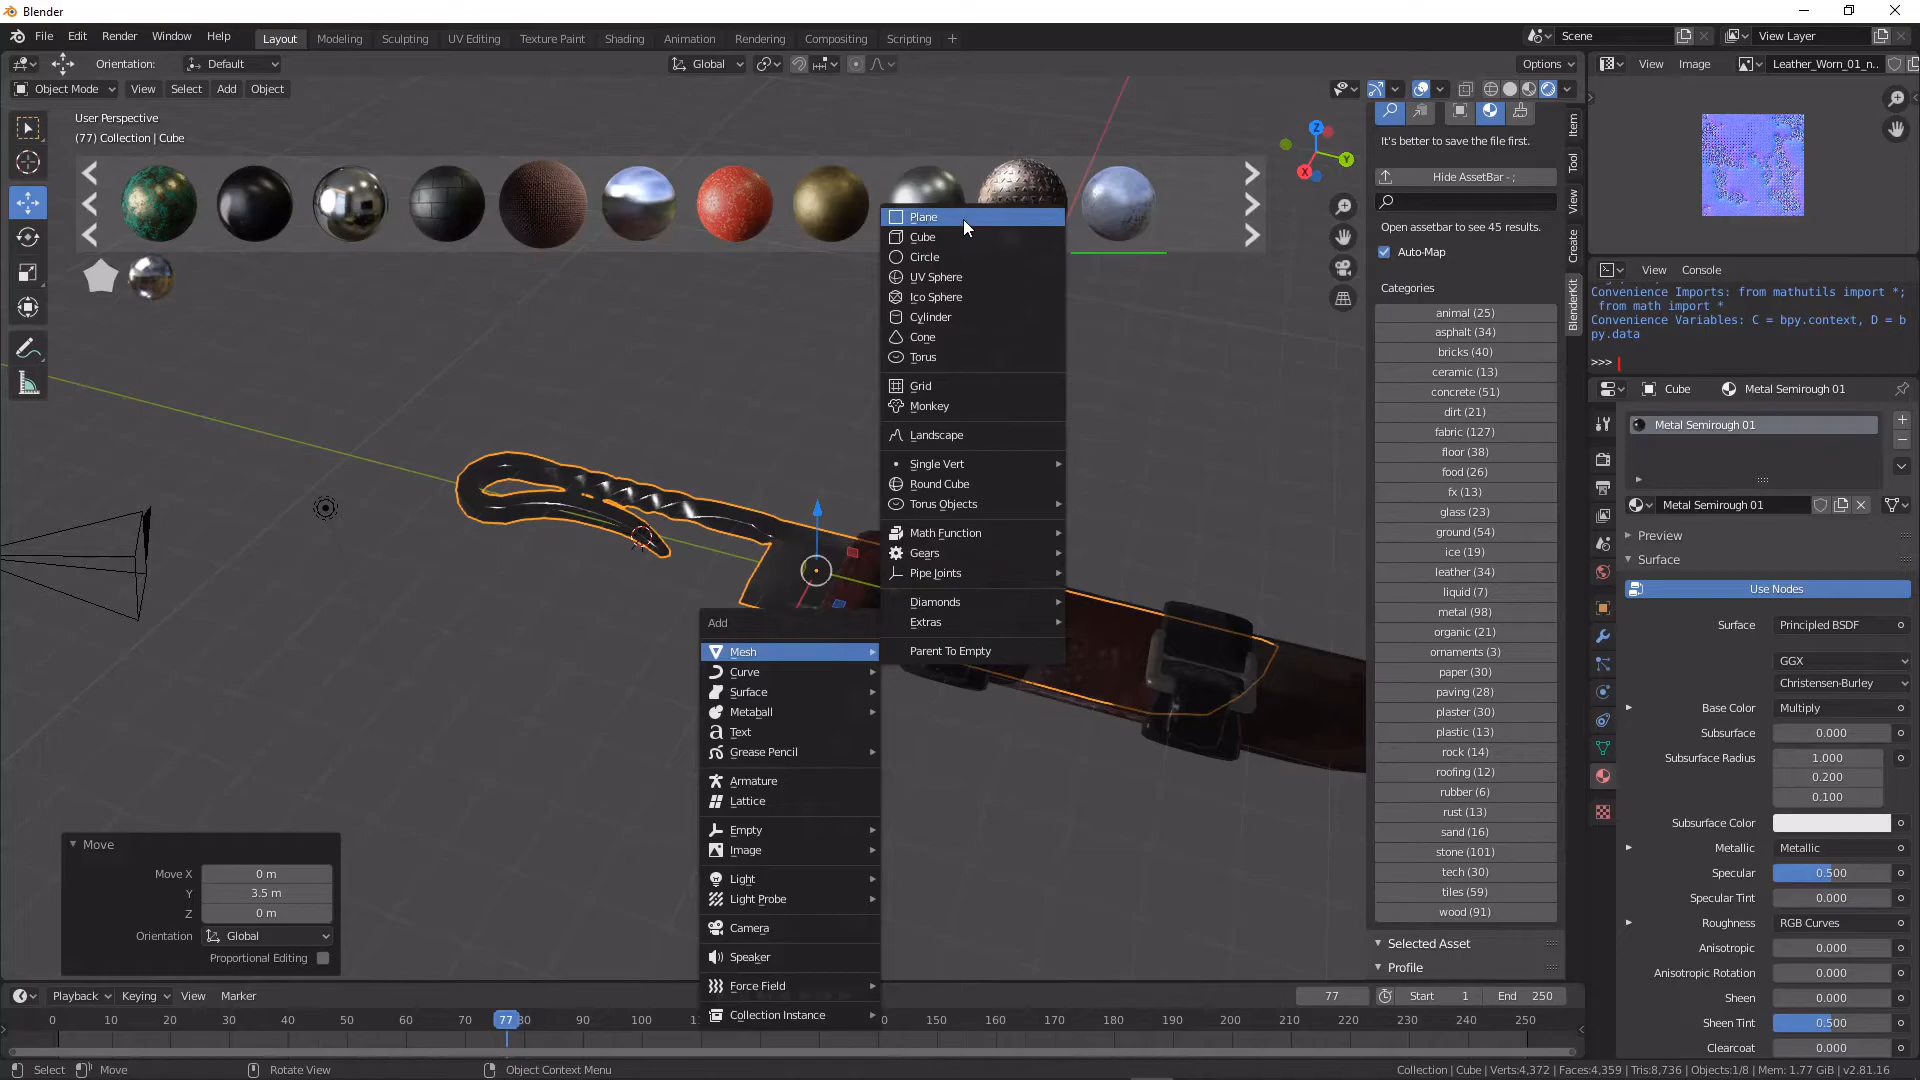 Blender
File Edit Render Window Help
Layout Modeling Sculpting UV Editing Texture Paint Shading Animation Rendering Compositing Scripting
Scene
View Layer
Orientation: Default
Global
Options
View Image Leather_Worn_01_n..
Object Mode View Select Add Object
User Perspective
(77) Collection | Cube
It's better to save the file first.
Hide AssetBar - ;
Open assetbar to see 45 results.
Auto-Map
Categories
animal (25)
asphalt (34)
bricks (40)
ceramic (13)
concrete (51)
dirt (21)
fabric (127)
floor (38)
food (26)
fx (13)
glass (23)
ground (54)
ice (19)
leather (34)
liquid (7)
metal (98)
organic (21)
ornaments (3)
paper (30)
paving (28)
plaster (30)
plastic (13)
rock (14)
roofing (12)
rubber (6)
rust (13)
sand (16)
stone (101)
tech (30)
tiles (59)
wood (91)
Selected Asset
Profile
Item
Tool
View
Create
BlenderKit
Z
Y
X
Plane
Cube
Circle
UV Sphere
Ico Sphere
Cylinder
Cone
Torus
Grid
Monkey
Landscape
Single Vert
Round Cube
Torus Objects
Math Function
Gears
Pipe Joints
Diamonds
Extras
Parent To Empty
Add
Mesh
Curve
Surface
Metaball
Text
Grease Pencil
Armature
Lattice
Empty
Image
Light
Light Probe
Camera
Speaker
Force Field
Collection Instance
Move
Move X 0 m
Y 3.5 m
Z 0 m
Orientation Global
Proportional Editing
View Console
Convenience Imports: from mathutils import *;
from math import *
Convenience Variables: C = bpy.context, D = b
py.data
>>>
Cube Metal Semirough 01
Metal Semirough 01
Metal Semirough 01
Preview
Surface
Use Nodes
Surface Principled BSDF
GGX
Christensen-Burley
Base Color Multiply
Subsurface 0.000
Subsurface Radius 1.000
0.200
0.100
Subsurface Color
Metallic Metallic
Specular 0.500
Specular Tint 0.000
Roughness RGB Curves
Anisotropic 0.000
Anisotropic Rotation 0.000
Sheen 0.000
Sheen Tint 0.500
Clearcoat 0.000
Playback Keying View Marker
77 Start 1 End 250
0 10 20 30 40 50 60 70 77 80 90 100 110 0 150 160 170 180 190 200 210 220 230 240 250
Select Move Rotate View Object Context Menu
Collection | Cube | Verts:4,372 | Faces:4,359 | Tris:8,736 | Objects:1/8 | Mem: 1.77 GiB | v2.81.16